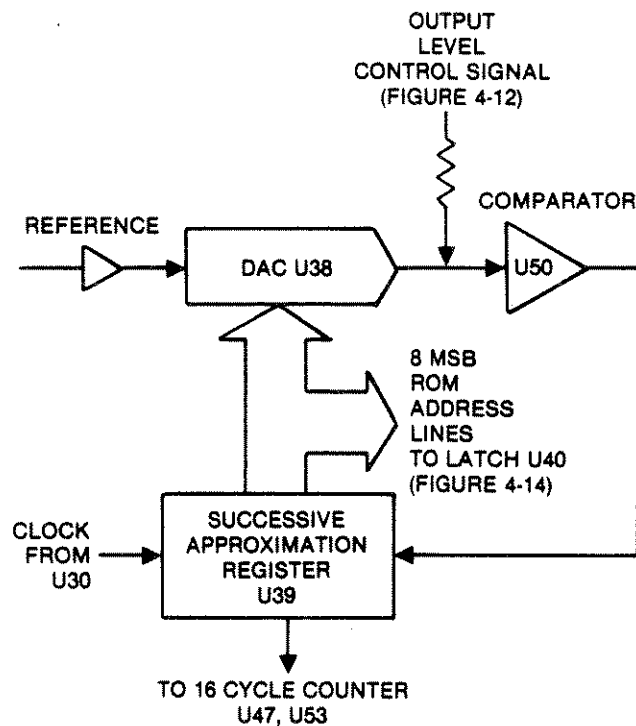 OUTPUT
LEVEL
CONTROL SIGNAL
(FIGURE 4-12)
REFERENCE
COMPARATOR
DAC U38
U50
8 MSB
ROM
ADDRESS
LINES
TO LATCH U40
(FIGURE 4-14)
CLOCK
FROM
U30
SUCCESSIVE
APPROXIMATION
REGISTER
U39
TO 16 CYCLE COUNTER
U47, U53